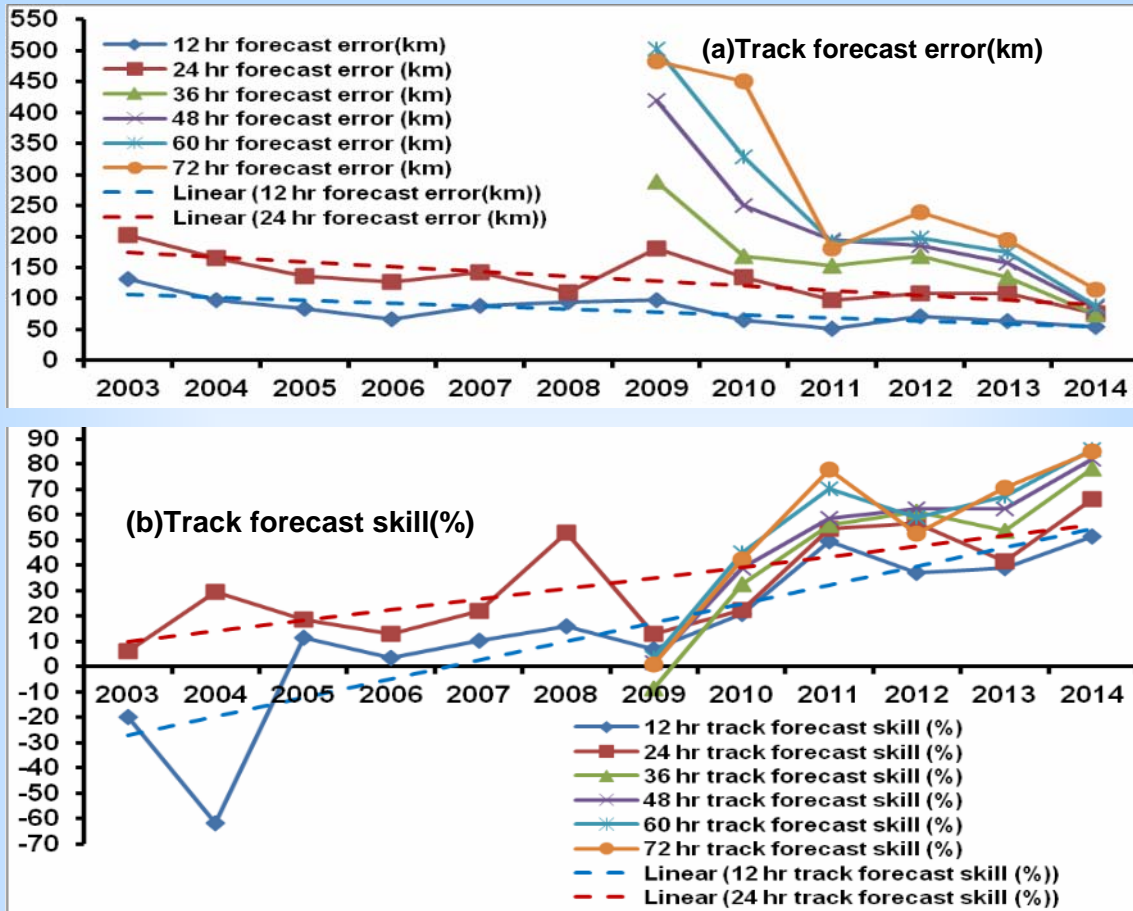 550
500
450
400
350
300
250
200
150
100
50
0
(a)Track forecast error(km)
12 hr forecast error(km)
24 hr forecast error (km)
36 hr forecast error (km)
48 hr forecast error (km)
60 hr forecast error (km)
72 hr forecast error (km)
Linear (12 hr forecast error(km))
Linear (24 hr forecast error (km))
2003 2004 2005 2006 2007 2008 2009 2010 2011 2012 2013 2014
90
80
70
60
50
40
30
20
10
0
-10
-20
-30
-40
-50
-60
-70
(b)Track forecast skill(%)
2003 2004 2005 2006 2007 2008 2009 2010 2011 2012 2013 2014
12 hr track forecast skill (%)
24 hr track forecast skill (%)
36 hr track forecast skill (%)
48 hr track forecast skill (%)
60 hr track forecast skill (%)
72 hr track forecast skill (%)
Linear (12 hr track forecast skill (%))
Linear (24 hr track forecast skill (%))